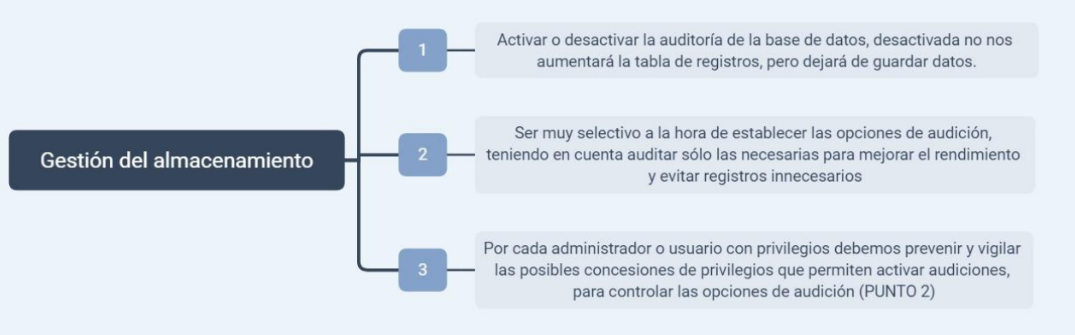 Gestión del almacenamiento
1
Activar o desactivar la auditoría de la base de datos, desactivada no nos
aumentará la tabla de registros, pero dejará de guardar datos.
2
Ser muy selectivo a la hora de establecer las opciones de audición,
teniendo en cuenta auditar sólo las necesarias para mejorar el rendimiento
y evitar registros innecesarios
3
Por cada administrador o usuario con privilegios debemos prevenir y vigilar
las posibles concesiones de privilegios que permiten activar audiciones,
para controlar las opciones de audición (PUNTO 2)